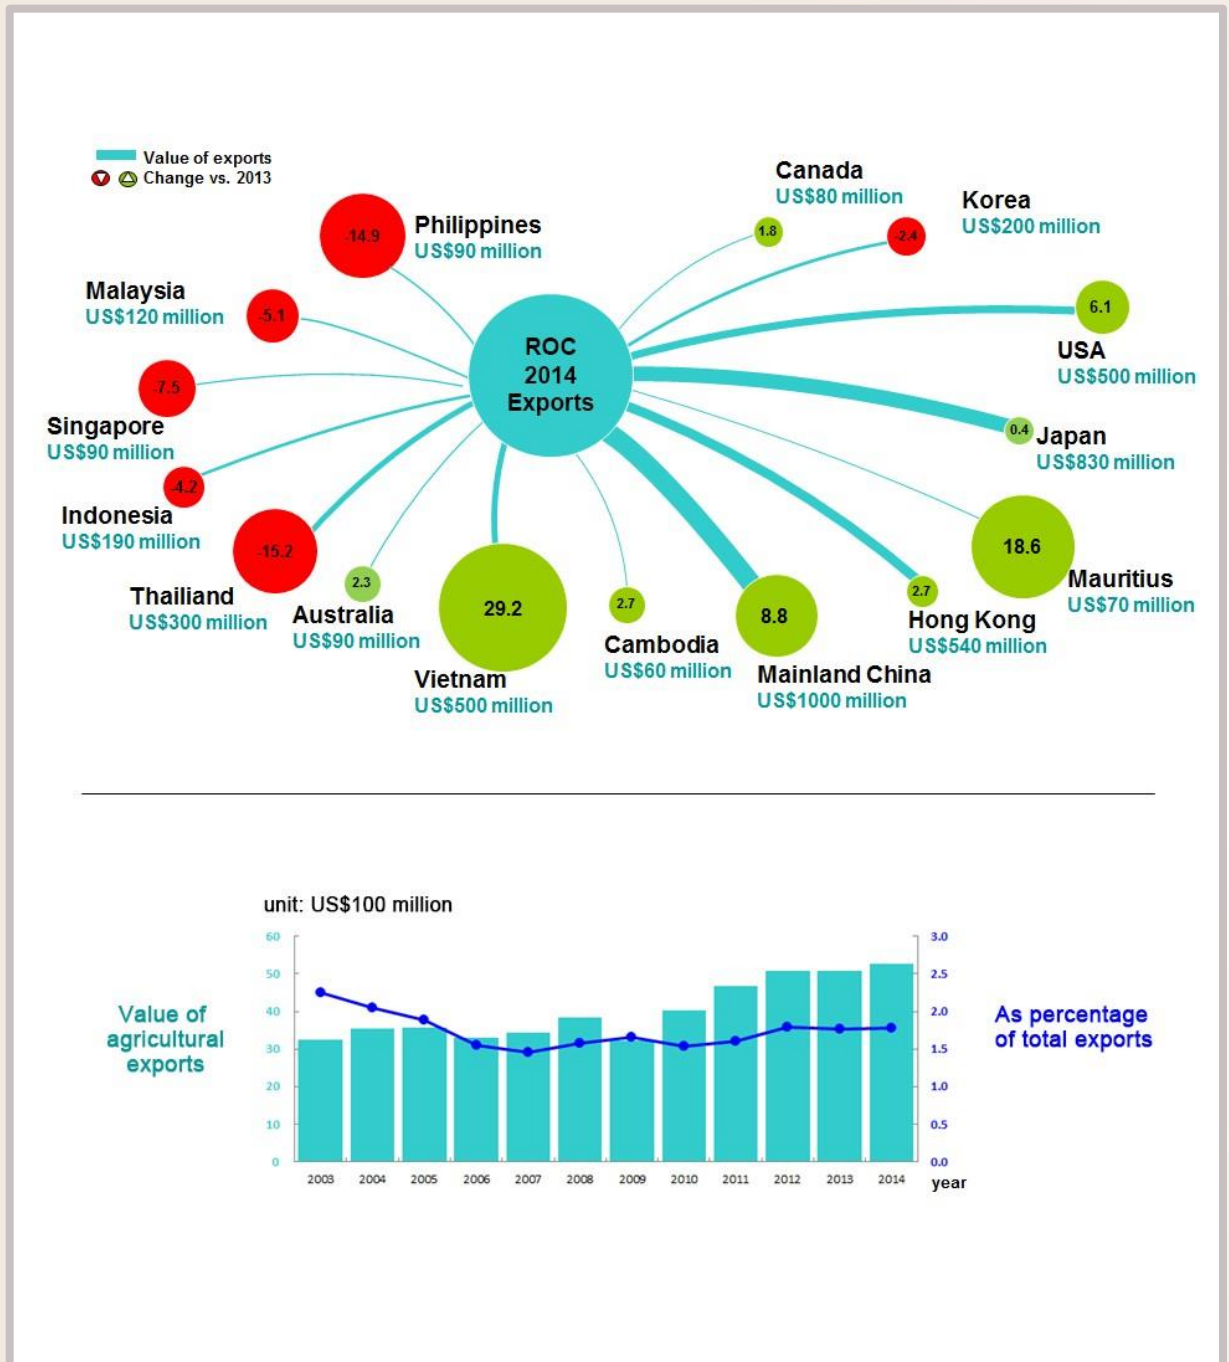 Value of exports
Change vs. 2013
Canada
US$80 million
1.8
Korea
US$200 million
-2.4
Philippines
US$90 million
-14.9
Malaysia
US$120 million
-5.1
6.1
USA
US$500 million
ROC
2014
Exports
-7.5
Singapore
US$90 million
0.4
Japan
US$830 million
-4.2
Indonesia
US$190 million
-15.2
Thailiand
US$300 million
2.3
Australia
US$90 million
29.2
Vietnam
US$500 million
2.7
Cambodia
US$60 million
8.8
Mainland China
US$1000 million
2.7
Hong Kong
US$540 million
18.6
Mauritius
US$70 million
unit: US$100 million
Value of
agricultural
exports
60
50
40
30
20
10
0
3.0
2.5
2.0
1.5
1.0
0.5
0.0
As percentage
of total exports
2003 2004 2005 2006 2007 2008 2009 2010 2011 2012 2013 2014 year